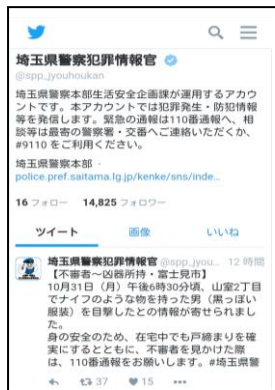 埼玉県警察犯罪情報官
@spp_jyouhoukan
埼玉県警察本部生活安全企画課が運用するアカウ
ントです。本アカウントでは犯罪発生・防犯情報
等を発信します。緊急の通報は110番通報へ、相
談等は最寄の警察署・交番へご連絡いただくか、
#9110 をご利用ください。
埼玉県警察本部 ·
police.pref.saitama.lg.jp/kenke/sns/inde...
16 フォロー 14,825 フォロワー
ツイート 画像 いいね
埼玉県警察犯罪情報官 @spp_jyou... 12 時間
【不審者～凶器所持・富士見市】
10月31日（月）午後6時30分頃、山室2丁目
でナイフのような物を持った男（黒っぽい
服装）を目撃したとの情報が寄せられまし
た。
身の安全のため、在宅中でも戸締まりを確
実にするとともに、不審者を見かけた際
は、110番通報をお願いします。#埼玉県警
37 15